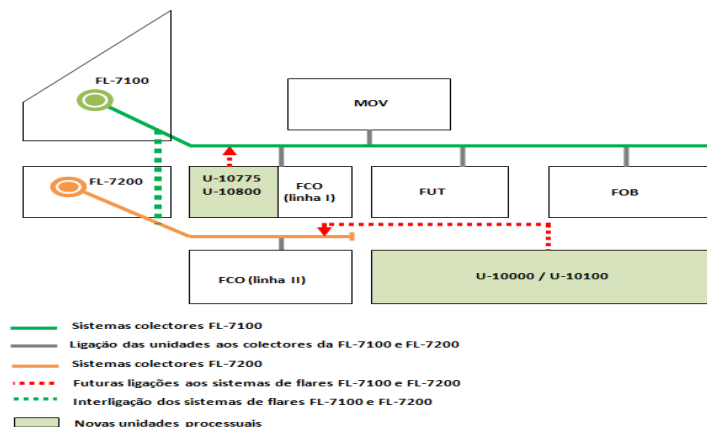 FL-7100
MOV
FL-7200
U-10775
U-10800
FCO
(linha I)
FUT
FOB
FCO (linha II)
U-10000 / U-10100
Sistemas colectores FL-7100
Ligação das unidades aos colectores da FL-7100 e FL-7200
Sistemas colectores FL-7200
Futuras ligações aos sistemas de flares FL-7100 e FL-7200
Interligação dos sistemas de flares FL-7100 e FL-7200
Novas unidades processuais